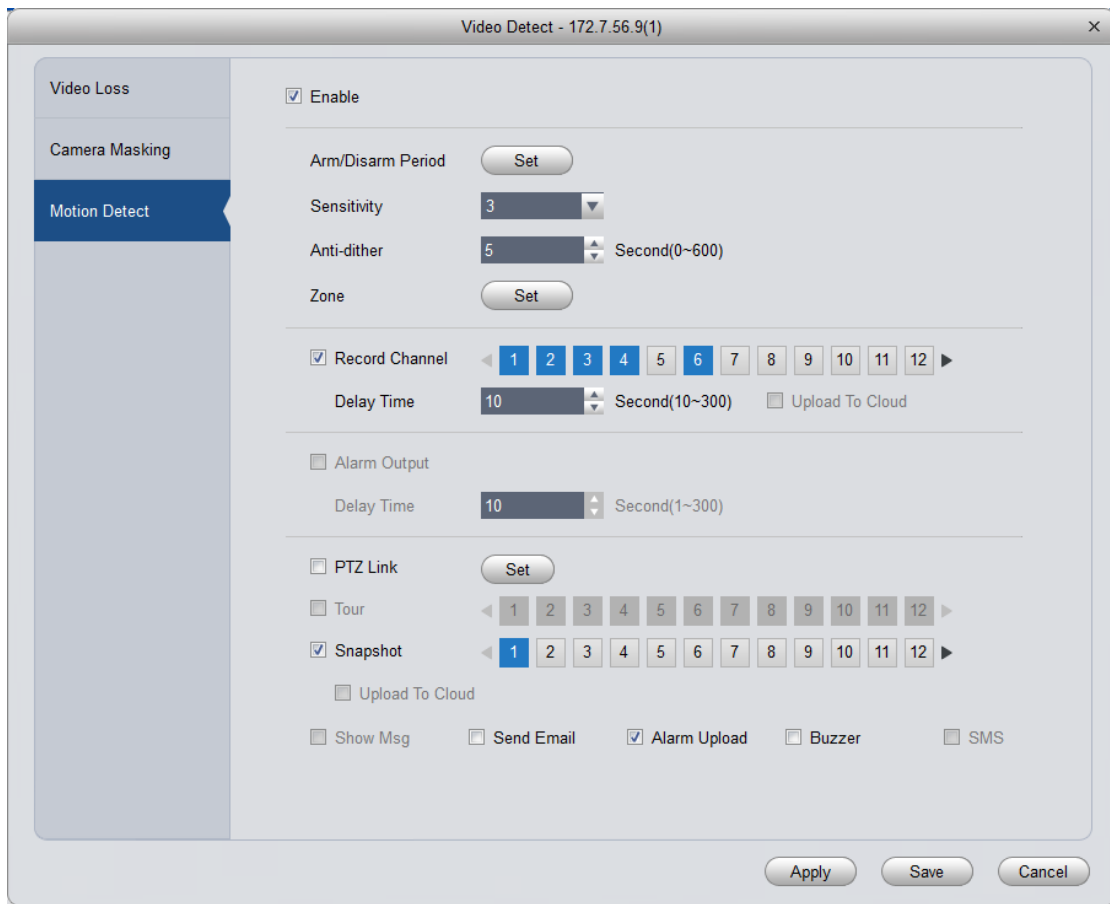 Video Detect - 172.7.56.9(1)
Video Loss
Camera Masking
Motion Detect
Enable
Arm/Disarm Period Set
Sensitivity 3
Anti-dither 5 Second(0~600)
Zone Set
Record Channel 1 2 3 4 5 6 7 8 9 10 11 12
Delay Time 10 Second(10~300) Upload To Cloud
Alarm Output
Delay Time 10 Second(1~300)
PTZ Link Set
Tour 1 2 3 4 5 6 7 8 9 10 11 12
Snapshot 1 2 3 4 5 6 7 8 9 10 11 12
Upload To Cloud
Show Msg Send Email Alarm Upload Buzzer SMS
Apply Save Cancel